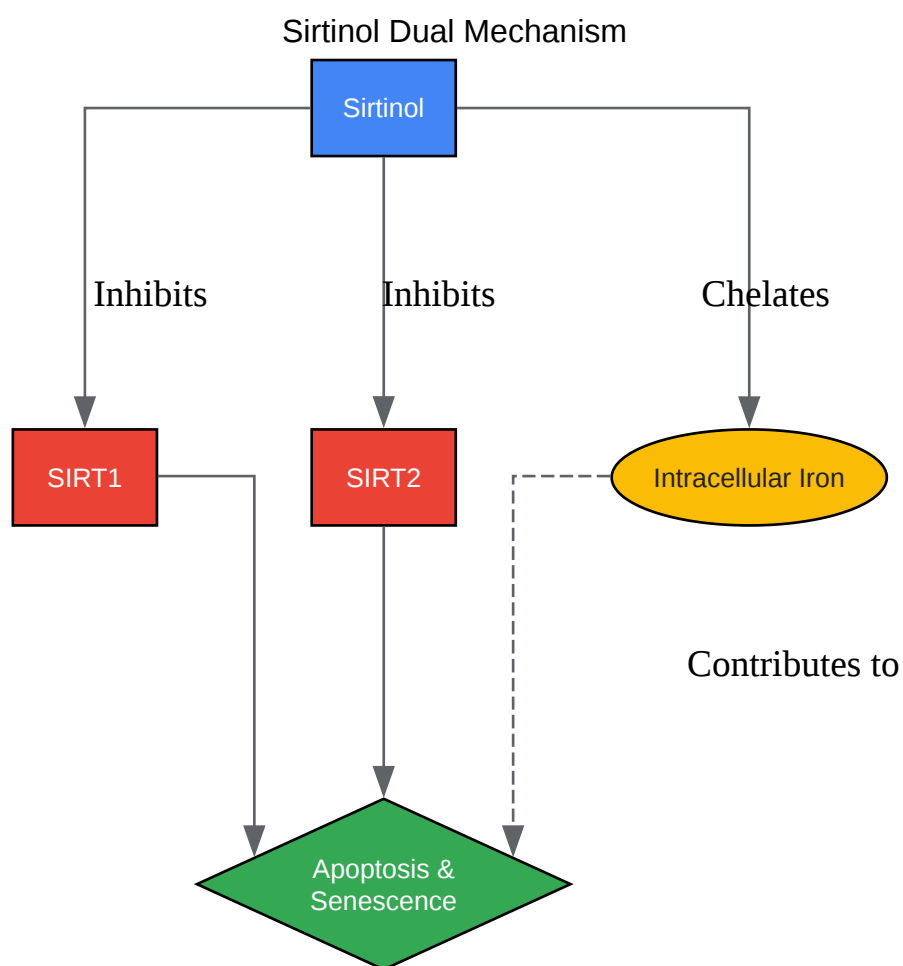 Sirtinol Dual Mechanism
Sirtinol
Inhibits
Inhibits
Chelates
SIRT1
SIRT2
Intracellular Iron
Contributes to
Apoptosis &
Senescence